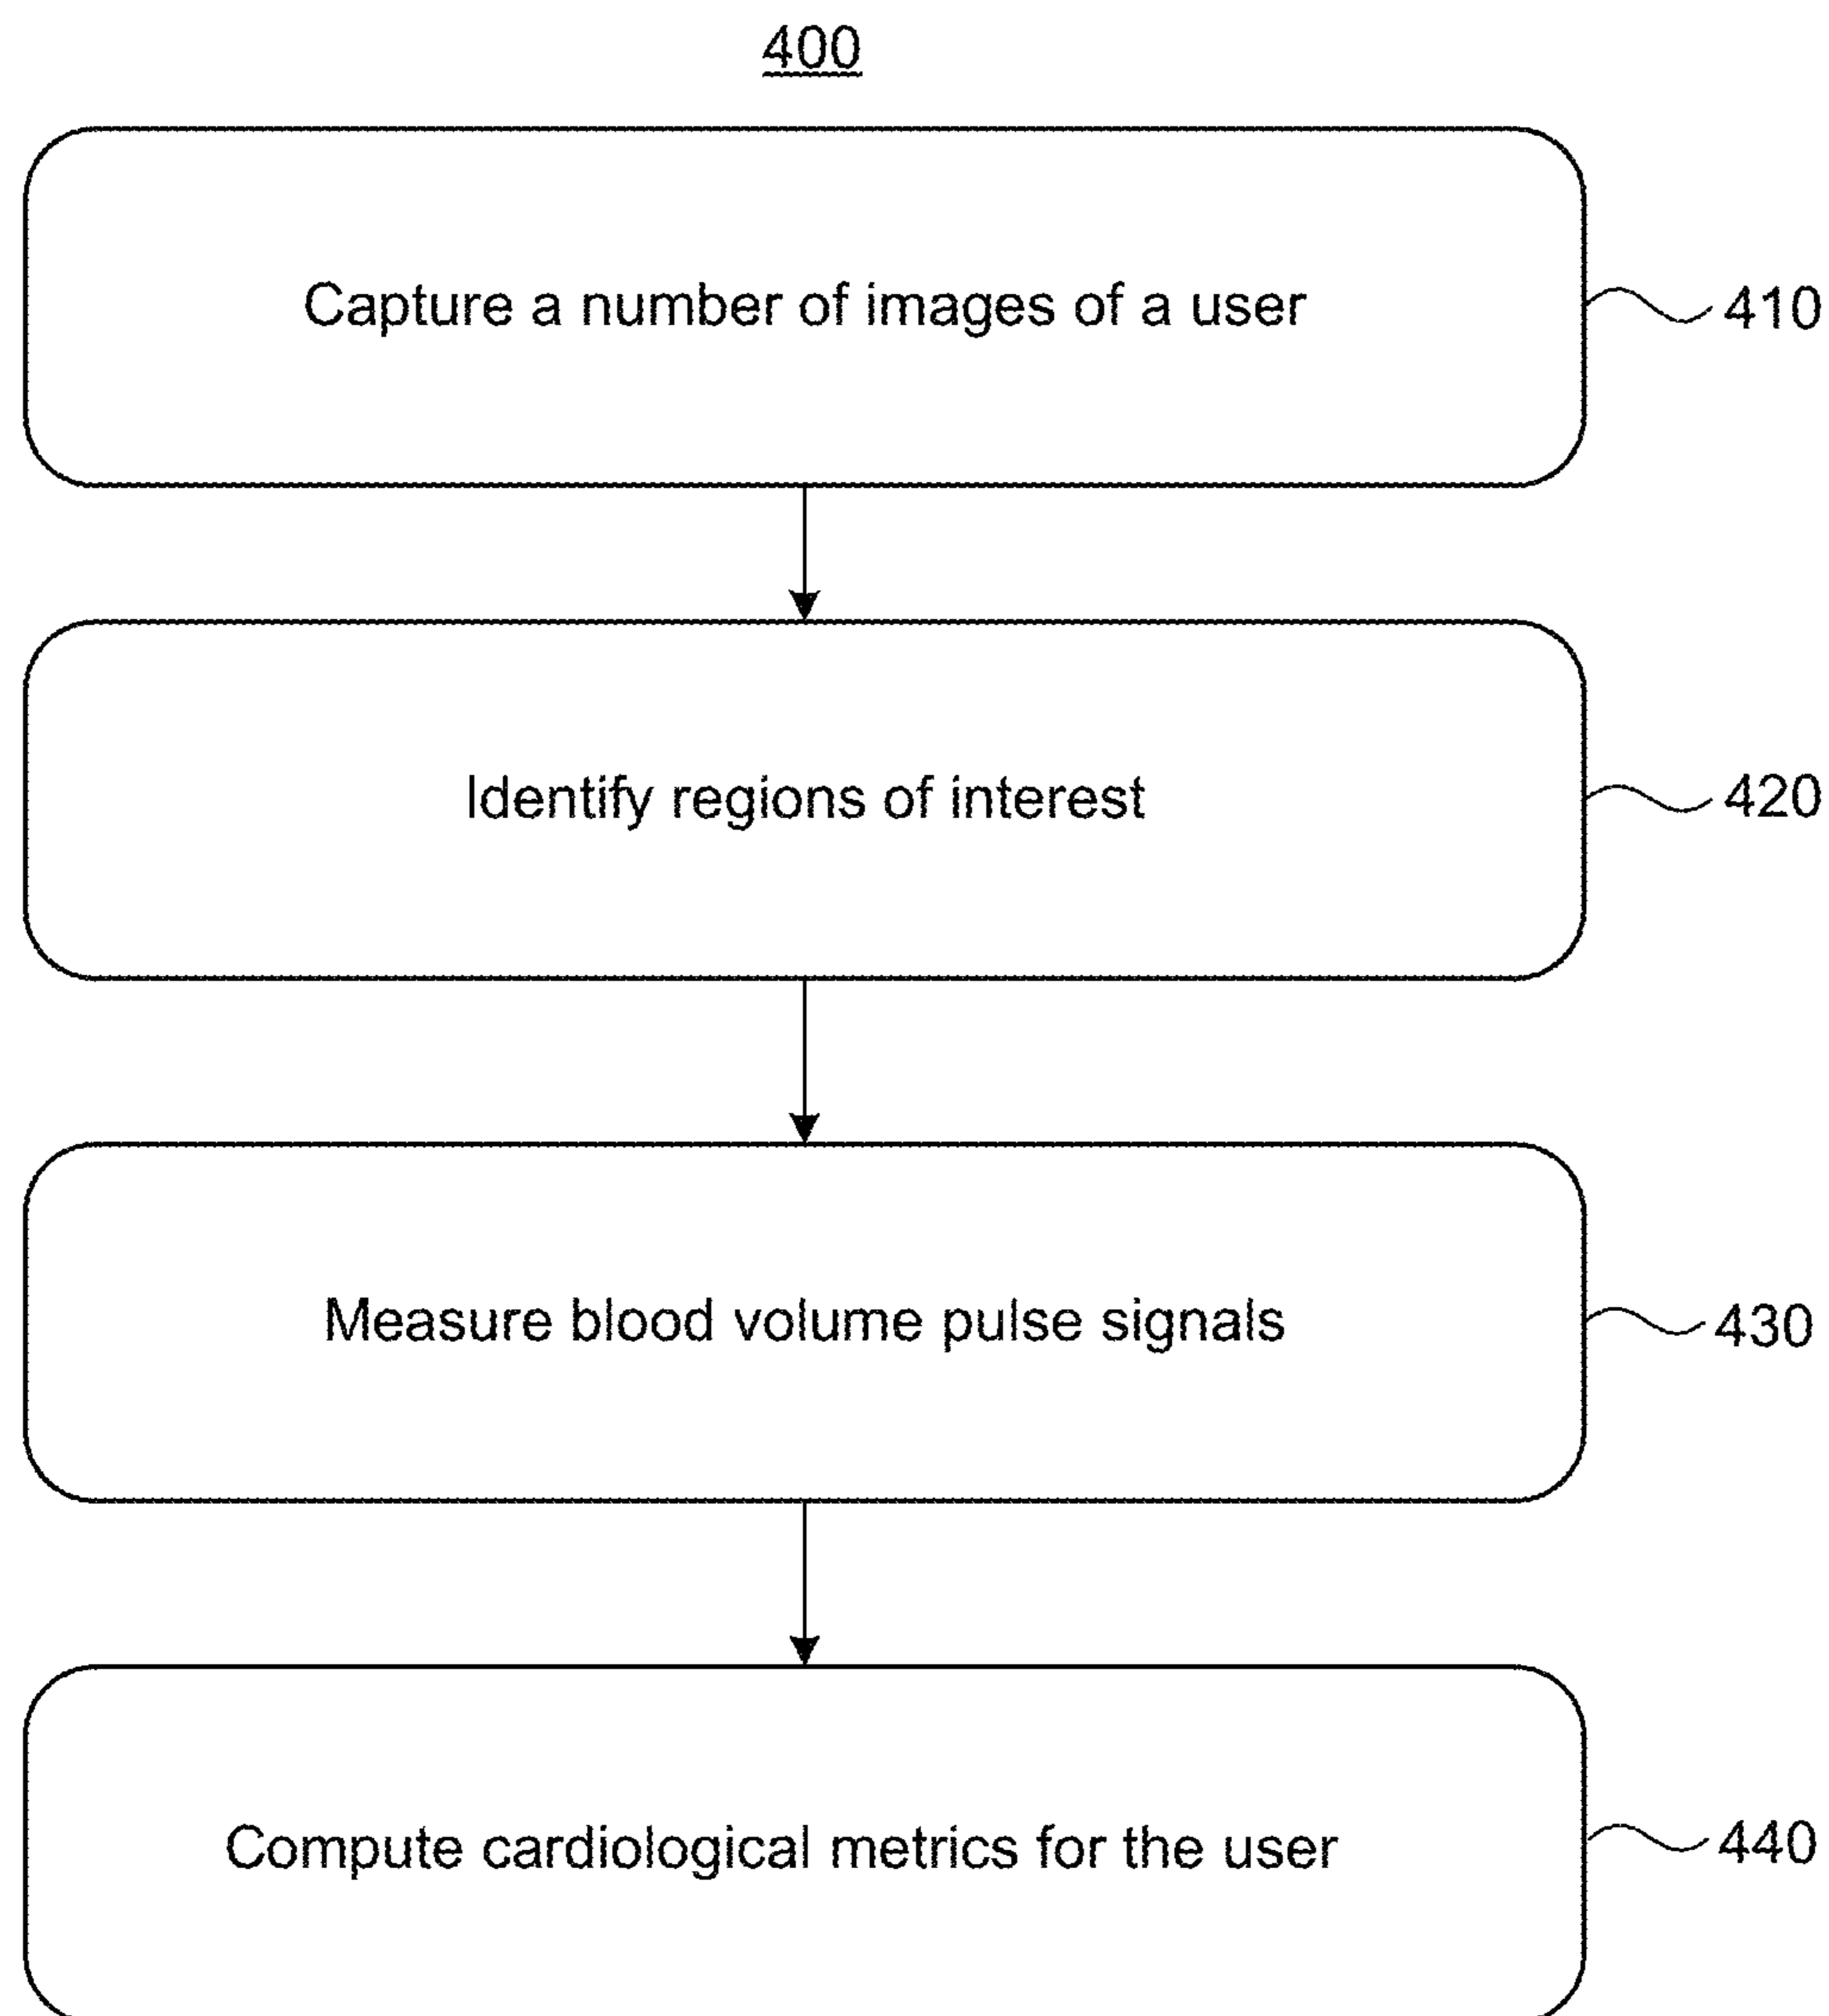 400
Capture a number of images of a user
410
Identify regions of interest
420
Measure blood volume pulse signals
430
Compute cardiological metrics for the user
440